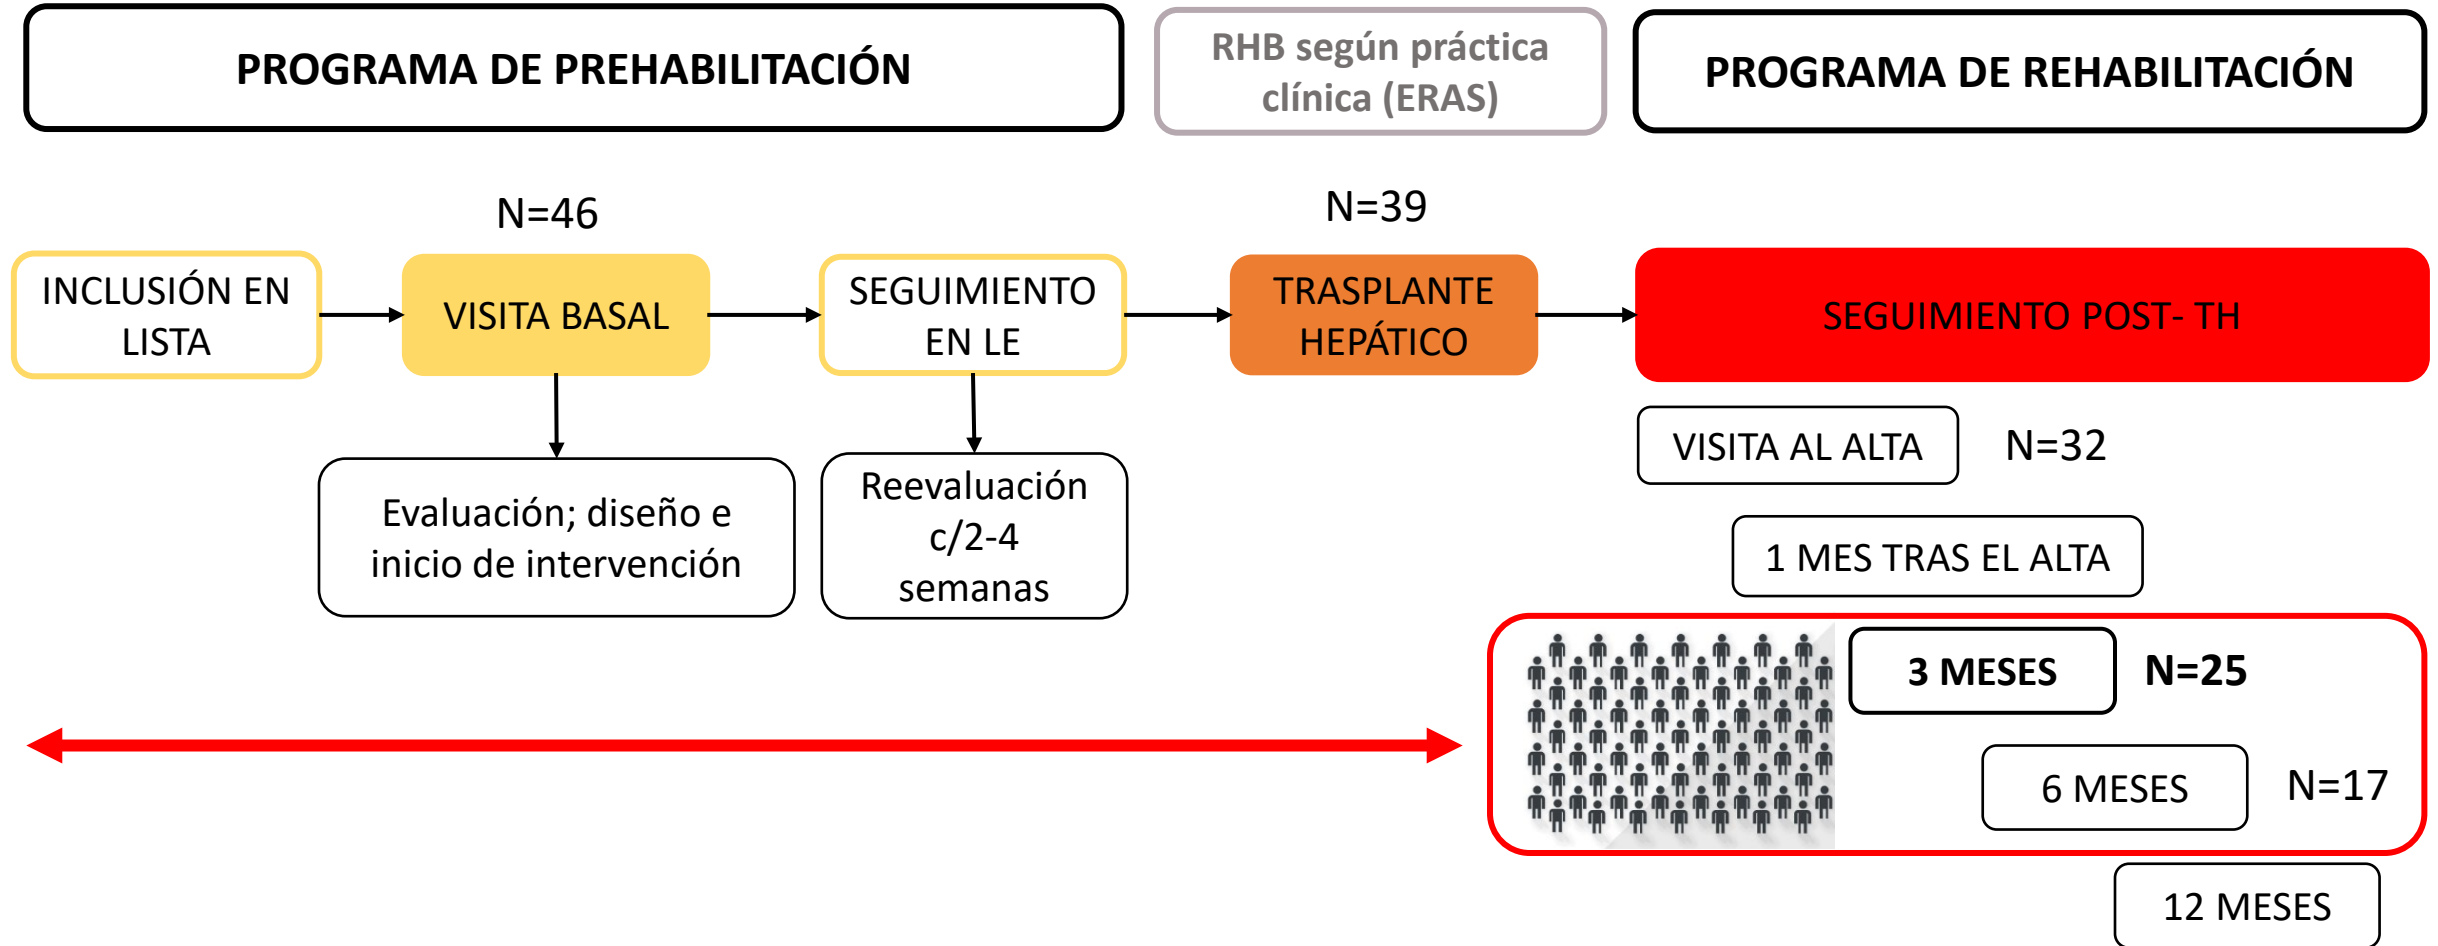 PROGRAMA DE PREHABILITACIÓN
RHB según práctica
clínica (ERAS)
PROGRAMA DE REHABILITACIÓN
N=46
N=39
INCLUSIÓN EN
LISTA
VISITA BASAL
SEGUIMIENTO
EN LE
TRASPLANTE
HEPÁTICO
SEGUIMIENTO POST- TH
Evaluación; diseño e
inicio de intervención
Reevaluación
c/2-4
semanas
VISITA AL ALTA
N=32
1 MES TRAS EL ALTA
3 MESES
N=25
6 MESES
N=17
12 MESES